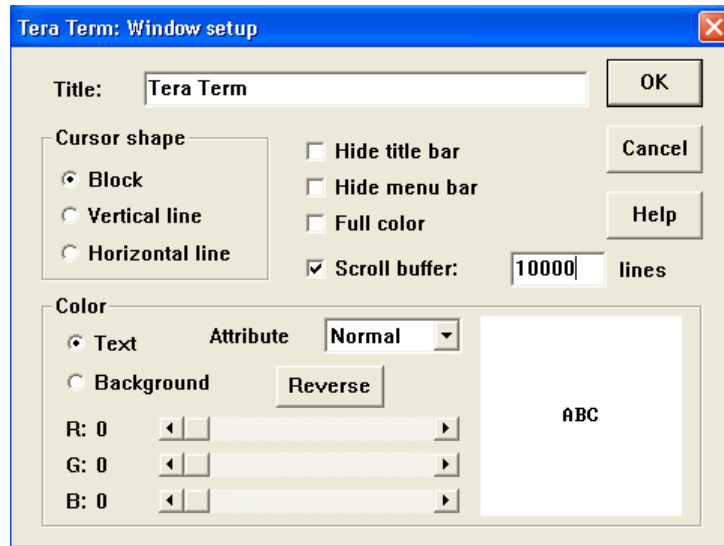 Tera Term: Window setup
Title: Tera Term OK
Cursor shape
Block
Vertical line
Horizontal line
Hide title bar
Hide menu bar
Full color
Scroll buffer: 10000 lines
Cancel
Help
Color
Text Attribute Normal
Background Reverse
R: 0
G: 0
B: 0
ABC